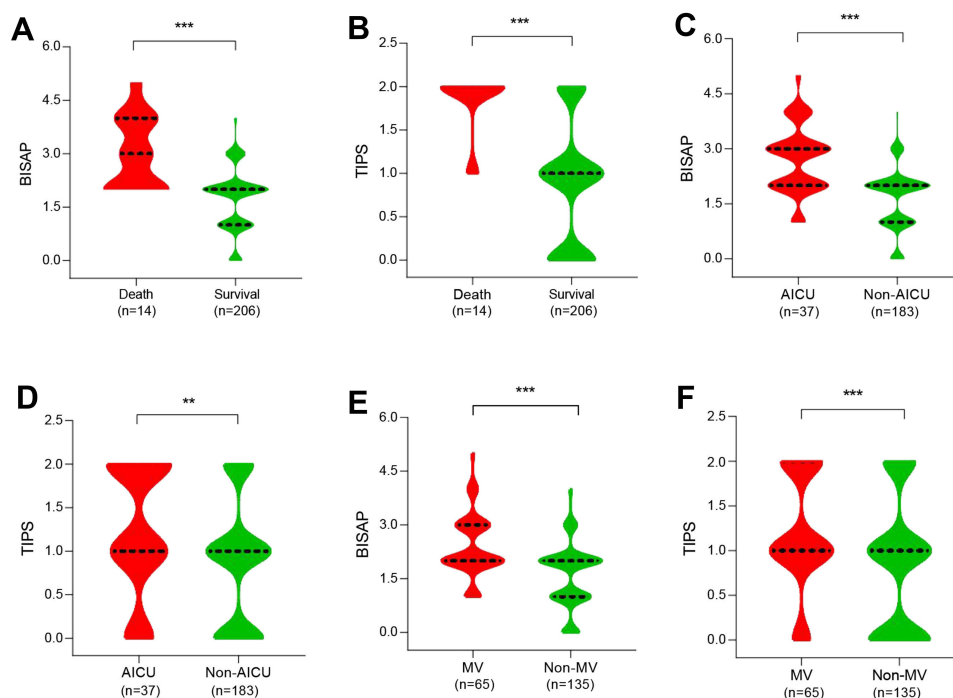 A
***
BISAP
6.0
4.5
3.0
1.5
0.0
Death
(n=14)
Survival
(n=206)
B
***
TIPS
2.5
2.0
1.5
1.0
0.5
0.0
Death
(n=14)
Survival
(n=206)
C
***
BISAP
6.0
4.5
3.0
1.5
0.0
AICU
(n=37)
Non-AICU
(n=183)
D
**
TIPS
2.5
2.0
1.5
1.0
0.5
0.0
AICU
(n=37)
Non-AICU
(n=183)
E
***
BISAP
6.0
4.5
3.0
1.5
0.0
MV
(n=65)
Non-MV
(n=135)
F
***
TIPS
2.5
2.0
1.5
1.0
0.5
0.0
MV
(n=65)
Non-MV
(n=135)